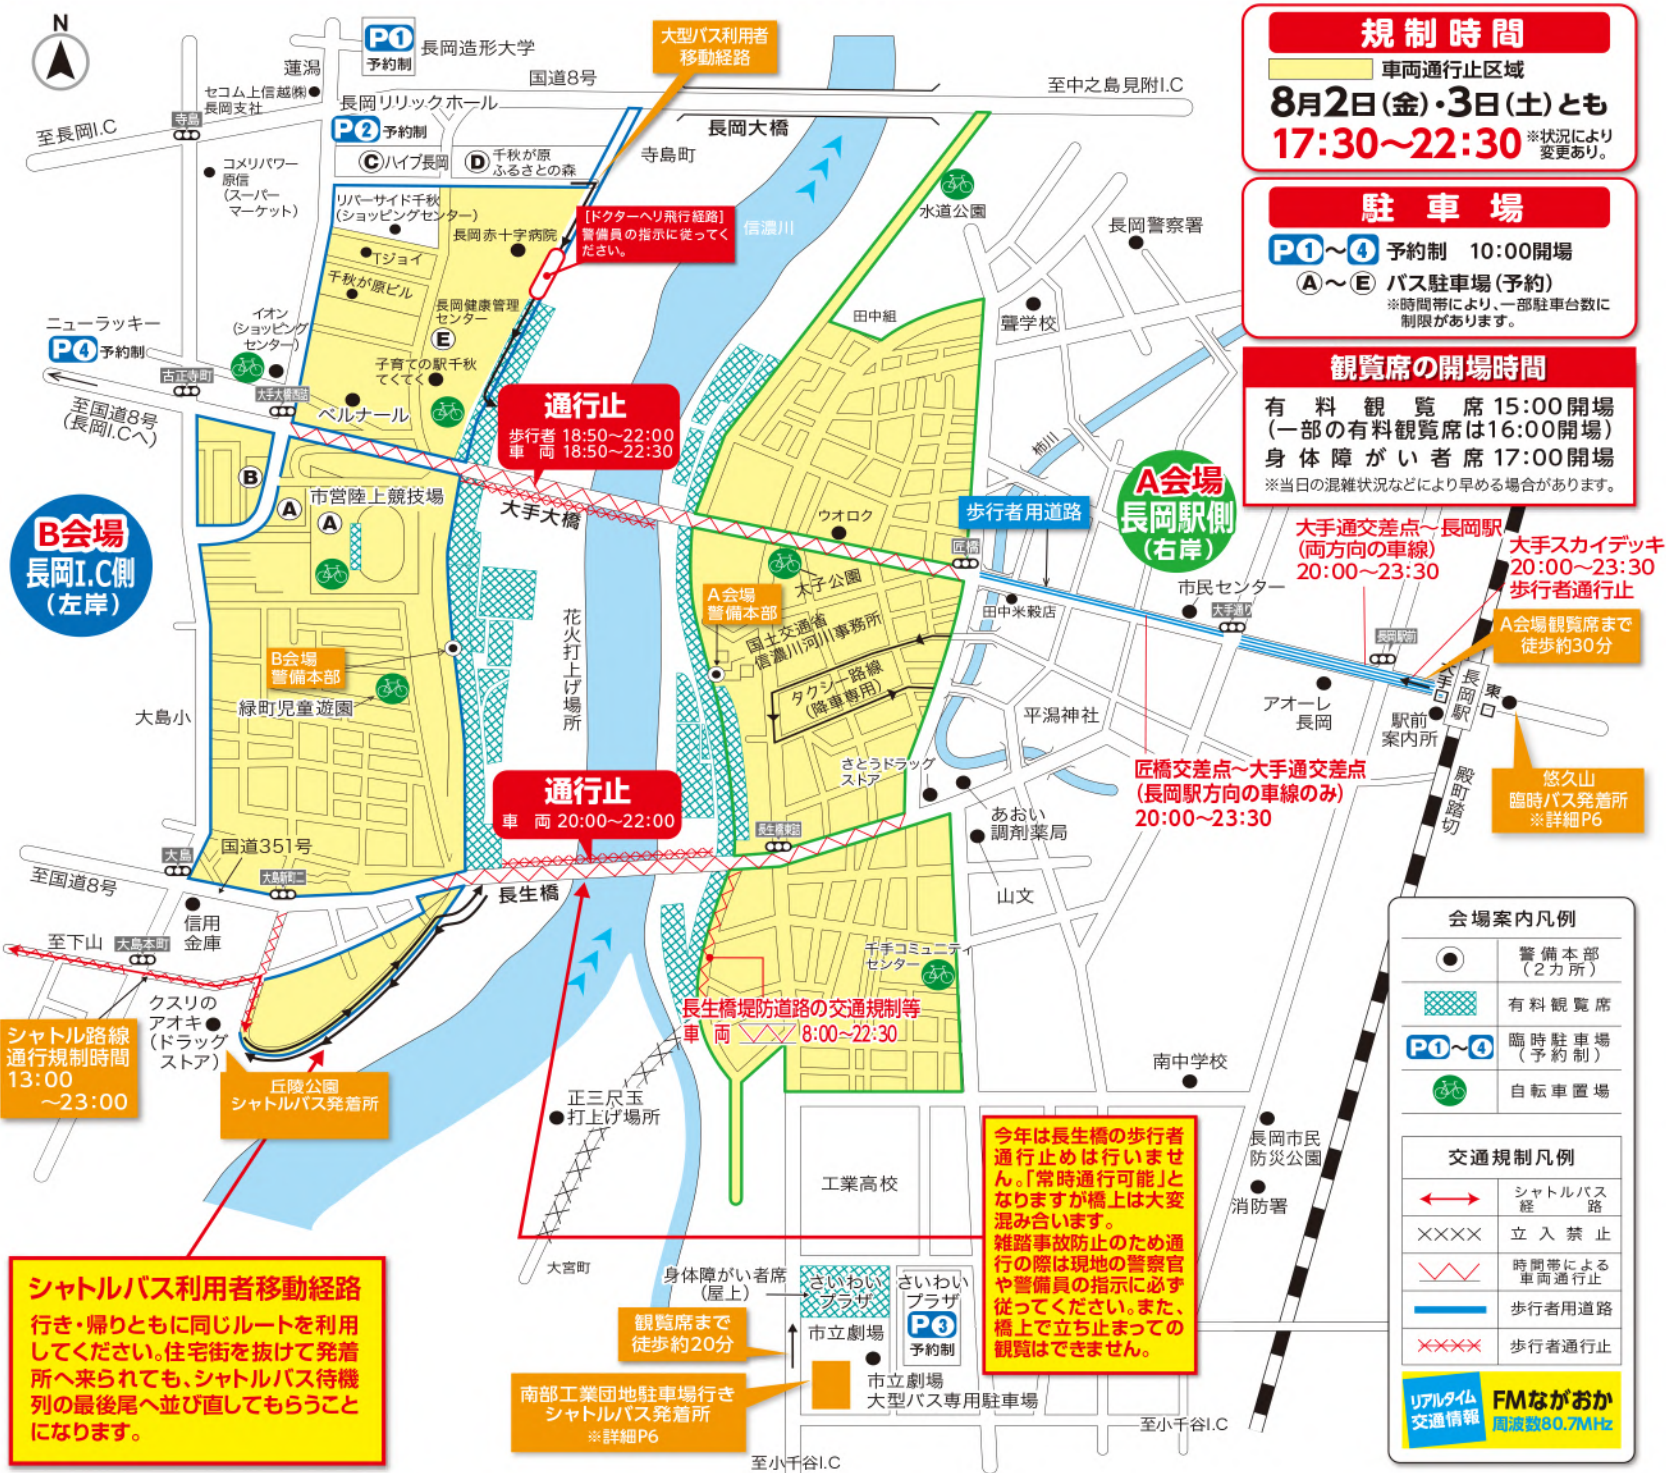 N
P1
予約制
長岡造形大学
大型バス利用者
移動経路
蓮潟
国道8号
至中之島見附I.C
セコム上信越㈱
長岡支社
長岡リリックホール
P2 予約制
寺島
至長岡I.C
長岡大橋
Ⓒハイブ長岡
Ⓓ 千秋が原
ふるさとの森
寺島町
コメリパワー
原信
(スーパー
マーケット)
リバーサイド千秋
(ショッピングセンター)
[ドクターヘリ飛行経路]
警備員の指示に従ってく
ださい。
信濃川
水道公園
長岡警察署
長岡赤十字病院
Tジョイ
千秋が原ビル
長岡健康管理
センター
Ⓔ
田中組
聾学校
ニューラッキー
P4 予約制
イオン
(ショッピング
センター)
子育ての駅千秋
てくてく
古正寺町
大手大橋西詰
ベルナール
至国道8号
(長岡I.Cへ)
通行止
歩行者 18:50〜22:00
車 両 18:50〜22:30
柿川
規制時間
車両通行止区域
8月2日(金)・3日(土)とも
17:30〜22:30 ※状況により
変更あり。
駐車場
P1〜4 予約制 10:00開場
Ⓐ〜Ⓔ バス駐車場(予約)
※時間帯により、一部駐車台数に
制限があります。
観覧席の開場時間
有料観覧席 15:00開場
(一部の有料観覧席は16:00開場)
身体障がい者席 17:00開場
※当日の混雑状況などにより早める場合があります。
Ⓑ
Ⓐ
Ⓐ
市営陸上競技場
大手大橋
ウオロク
歩行者用道路
A会場
長岡駅側
(右岸)
B会場
長岡I.C側
(左岸)
匠橋
大手通交差点〜長岡駅
(両方向の車線)
20:00〜23:30
大手スカイデッキ
20:00〜23:30
歩行者通行止
太子公園
市民センター
大手通り
田中米穀店
A会場
警備本部
国土交通省
信濃川河川事務所
花火打上げ場所
長岡駅前
A会場観覧席まで
徒歩約30分
B会場
警備本部
緑町児童遊園
大島小
タクシー路線
(降車専用)
平潟神社
アオーレ
長岡
大手口
長岡駅
東口
駅前
案内所
さとうドラッグ
ストア
匠橋交差点〜大手通交差点
(長岡駅方向の車線のみ)
20:00〜23:30
悠久山
臨時バス発着所
※詳細P6
殿町踏切
通行止
車 両 20:00〜22:00
あおい
調剤薬局
長生橋東詰
国道351号
大島
大島新町二
至国道8号
長生橋
山文
信用
金庫
至下山
大島本町
千手コミュニティ
センター
クスリの
アオキ
(ドラッグ
ストア)
長生橋堤防道路の交通規制等
車 両 8:00〜22:30
シャトル路線
通行規制時間
13:00
〜23:00
丘陵公園
シャトルバス発着所
正三尺玉
打上げ場所
南中学校
長岡市民
防災公園
工業高校
消防署
今年は長生橋の歩行者
通行止めは行いませ
ん。「常時通行可能」と
なりますが橋上は大変
混み合います。
雑踏事故防止のため通
行の際は現地の警察官
や警備員の指示に必ず
従ってください。また、
橋上で立ち止まっての
観覧はできません。
シャトルバス利用者移動経路
行き・帰りともに同じルートを利用
してください。住宅街を抜けて発着
所へ来られても、シャトルバス待機
列の最後尾へ並び直してもらうこと
になります。
大宮町
身体障がい者席
(屋上)
さいわい
プラザ
さいわい
プラザ
P3
予約制
観覧席まで
徒歩約20分
市立劇場
南部工業団地駐車場行き
シャトルバス発着所
※詳細P6
市立劇場
大型バス専用駐車場
至小千谷I.C
至小千谷I.C
会場案内凡例
警備本部
(2カ所)
有料観覧席
P1〜4 臨時駐車場
(予約制)
自転車置場
交通規制凡例
シャトルバス
経路
立入禁止
時間帯による
車両通行止
歩行者用道路
歩行者通行止
リアルタイム
交通情報
FMながおか
周波数80.7MHz